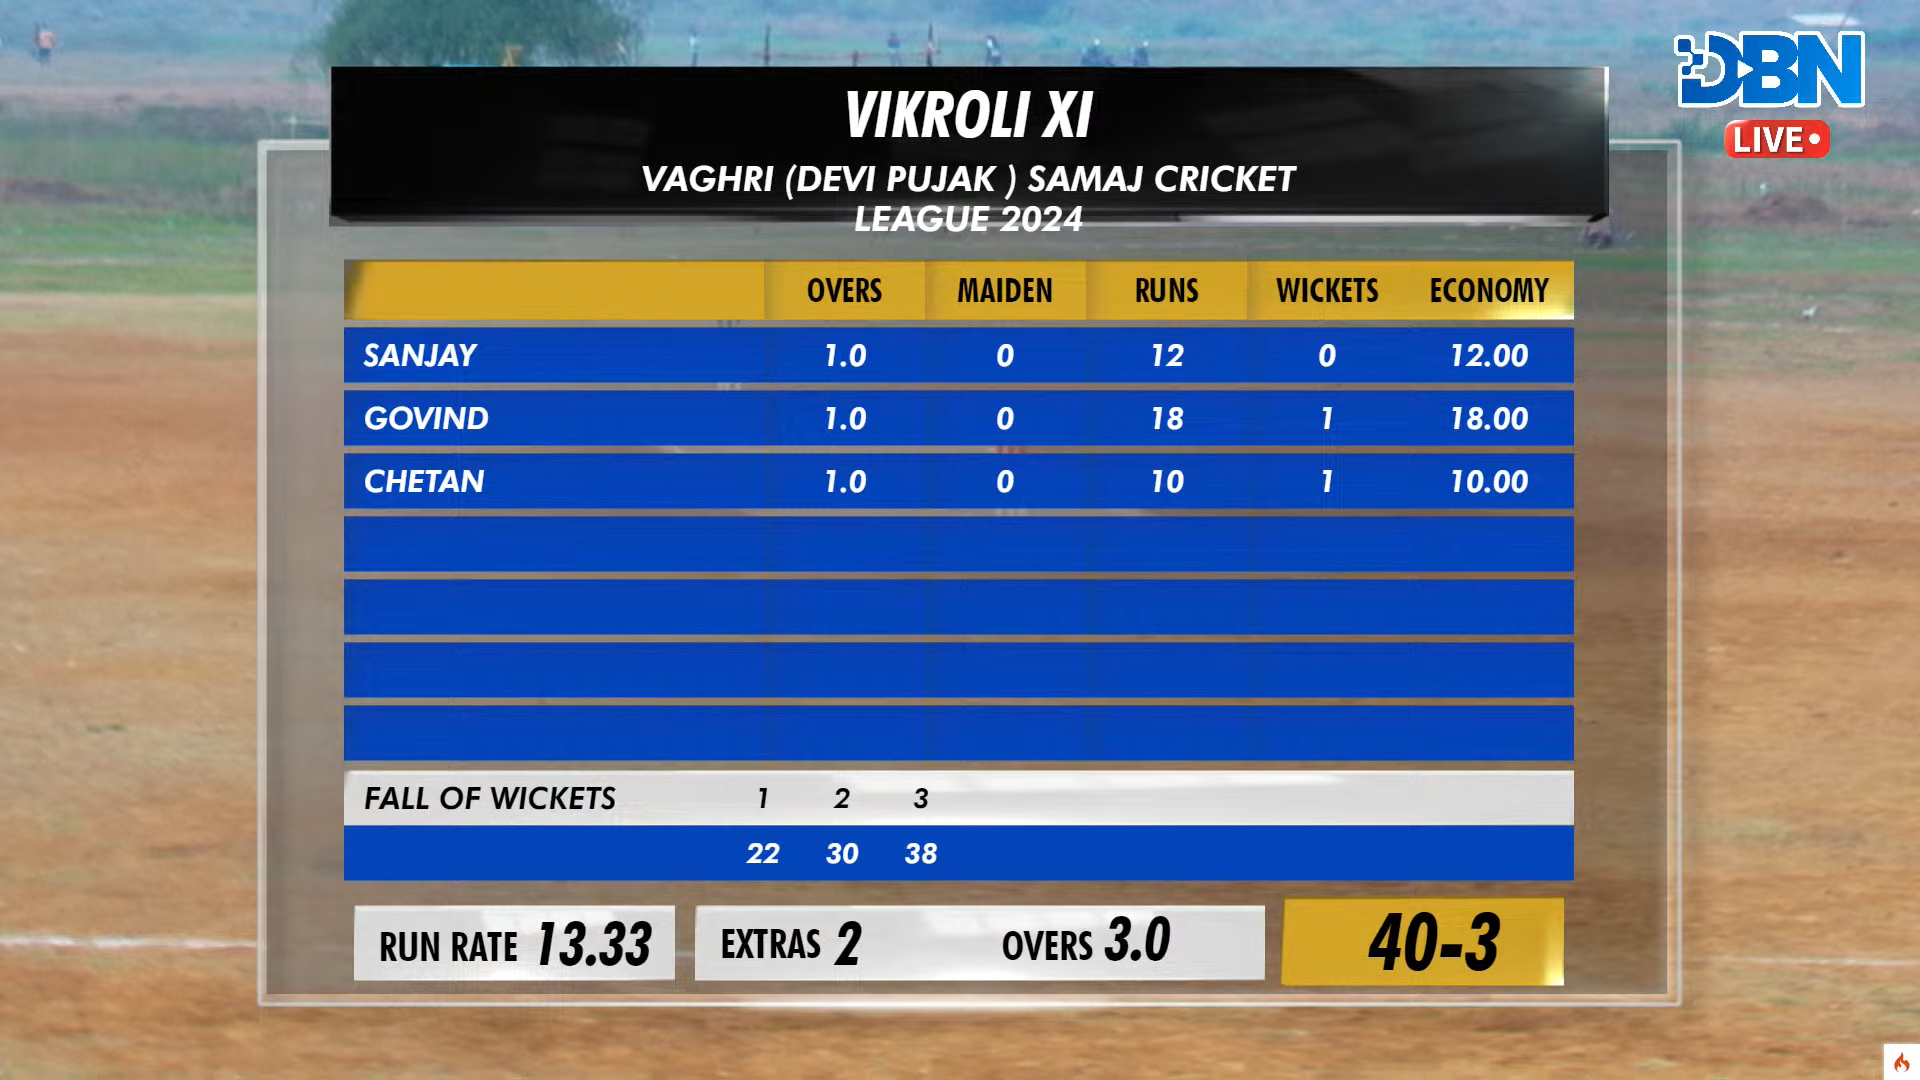 DBN
LIVE
VIKROLI XI
VAGHRI (DEVI PUJAK ) SAMAJ CRICKET
LEAGUE 2024
OVERS MAIDEN RUNS WICKETS ECONOMY
SANJAY 1.0 0 12 0 12.00
GOVIND 1.0 0 18 1 18.00
CHETAN 1.0 0 10 1 10.00
FALL OF WICKETS 1 2 3
22 30 38
RUN RATE 13.33 EXTRAS 2 OVERS 3.0 40-3